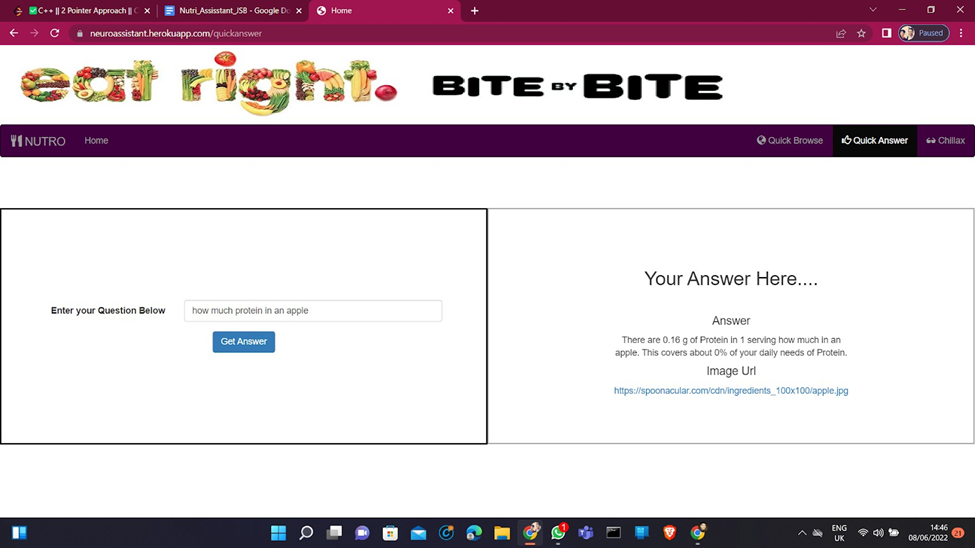 C++ || 2 Pointer Approach || C
Nutri_Assisstant_JSB - Google Do
Home
neuroassistant.herokuapp.com/quickanswer
Paused
eat right.
BITE BY BITE
NUTRO
Home
Quick Browse
Quick Answer
Chillax
Enter your Question Below
how much protein in an apple
Get Answer
Your Answer Here....
Answer
There are 0.16 g of Protein in 1 serving how much in an
apple. This covers about 0% of your daily needs of Protein.
Image Url
https://spoonacular.com/cdn/ingredients_100x100/apple.jpg
1
ENG
UK
14:46
08/06/2022
21